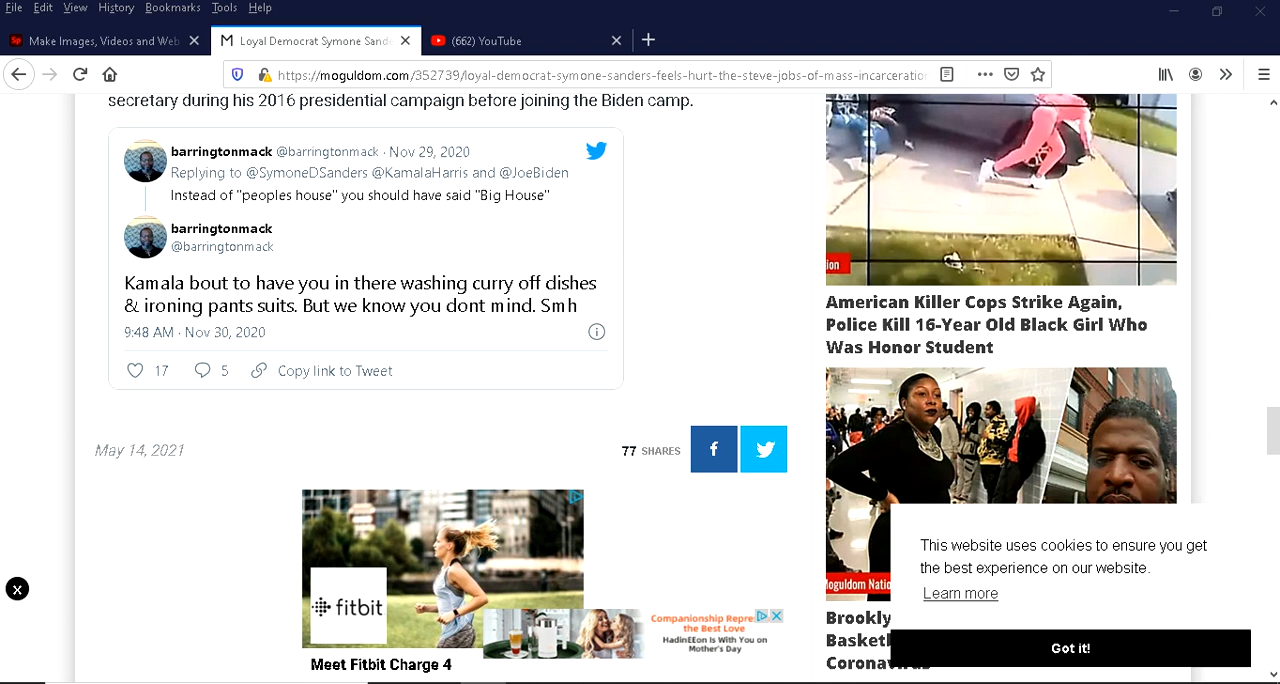 File Edit View History Bookmarks Tools Help
Make Images, Videos and Web
Loyal Democrat Symone Sande
(662) YouTube
https://moguldom.com/352739/loyal-democrat-symone-sanders-feels-hurt-the-steve-jobs-of-mass-incarceratio
secretary during his 2016 presidential campaign before joining the Biden camp.
barringtonmack @barringtonmack · Nov 29, 2020
Replying to @SymoneDSanders @KamalaHarris and @JoeBiden
Instead of "peoples house" you should have said "Big House"
barringtonmack
@barringtonmack
Kamala bout to have you in there washing curry off dishes
& ironing pants suits. But we know you dont mind. Smh
9:48 AM · Nov 30, 2020
17 5 Copy link to Tweet
May 14, 2021
77 SHARES
fitbit
Meet Fitbit Charge 4
Companionship Repre
the Best Love
HadinEEon Is With You on
Mother's Day
X
ion
American Killer Cops Strike Again,
Police Kill 16-Year Old Black Girl Who
Was Honor Student
Moguldom Natio
Brookly
Basketl
Coronavirus
This website uses cookies to ensure you get
the best experience on our website.
Learn more
Got it!